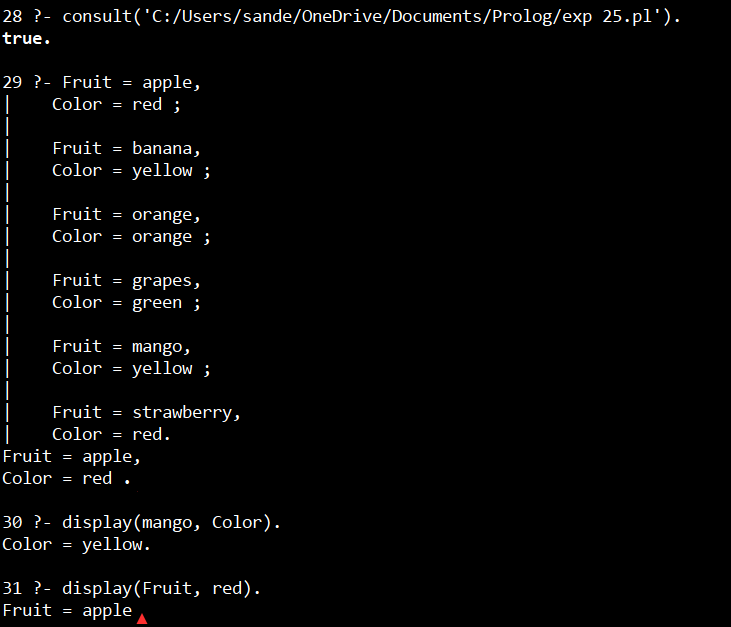 28 ?- consult('C:/Users/sande/OneDrive/Documents/Prolog/exp 25.pl').
true.
29 ?- Fruit = apple,
|    Color = red ;
|
|    Fruit = banana,
|    Color = yellow ;
|
|    Fruit = orange,
|    Color = orange ;
|
|    Fruit = grapes,
|    Color = green ;
|
|    Fruit = mango,
|    Color = yellow ;
|
|    Fruit = strawberry,
|    Color = red.
Fruit = apple,
Color = red .
30 ?- display(mango, Color).
Color = yellow.
31 ?- display(Fruit, red).
Fruit = apple